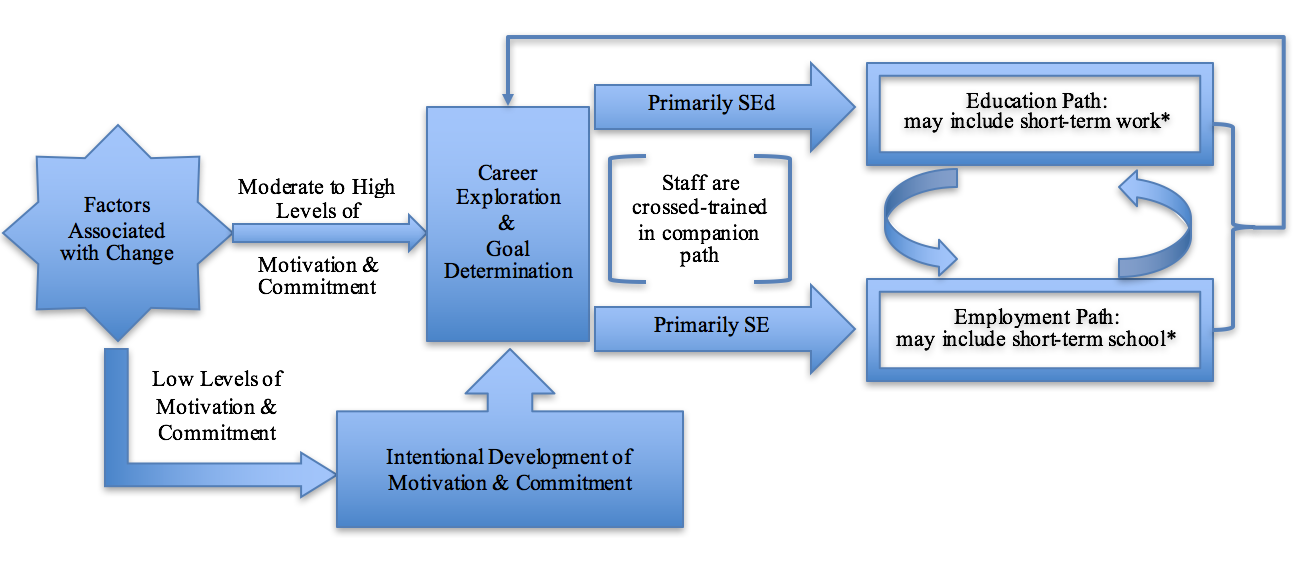 Factors
Associated
with Change
Moderate to High
Levels of
Motivation &
Commitment
Low Levels of
Motivation &
Commitment
Intentional Development of
Motivation & Commitment
Career
Exploration
&
Goal
Determination
Primarily SEd
Staff are
crossed-trained
in companion
path
Primarily SE
Education Path:
may include short-term work*
Employment Path:
may include short-term school*